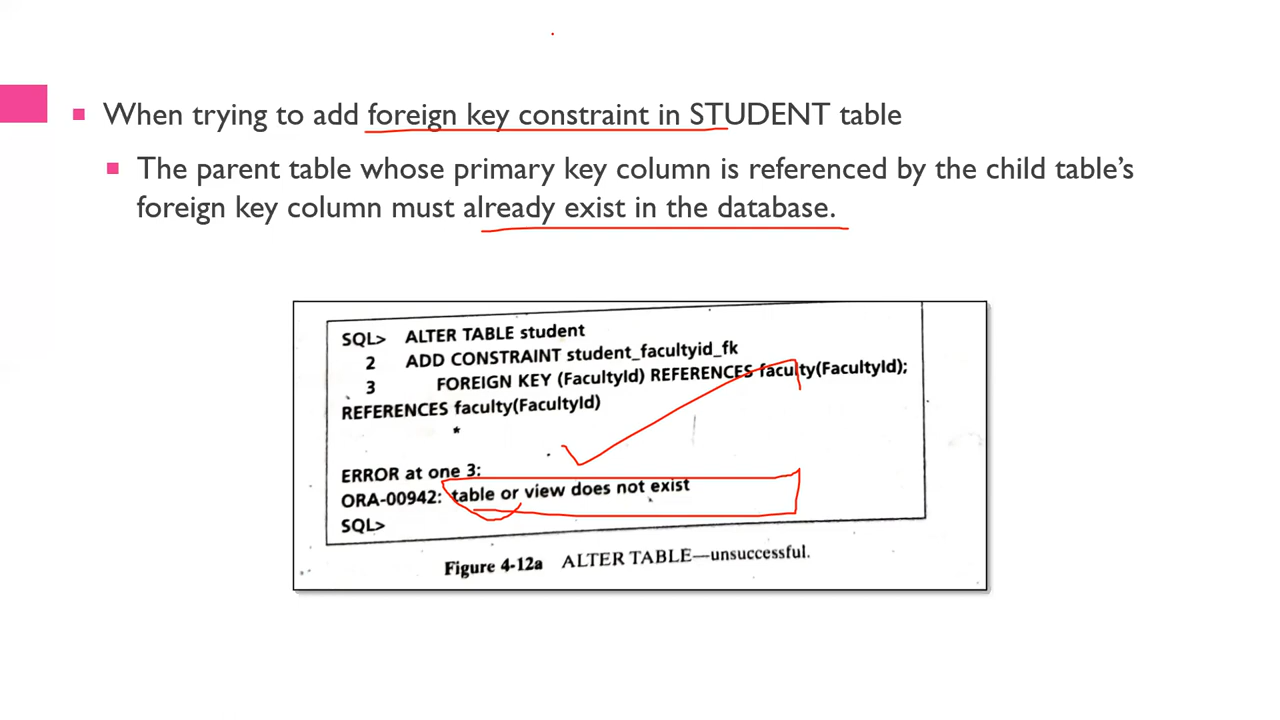 When trying to add foreign key constraint in STUDENT table
The parent table whose primary key column is referenced by the child table's
foreign key column must already exist in the database.
SQL> ALTER TABLE student
2 ADD CONSTRAINT student_facultyid_fk
3 FOREIGN KEY (FacultyId) REFERENCES faculty(FacultyId);
REFERENCES faculty(FacultyId)
*
ERROR at one 3:
ORA-00942: table or view does not exist
SQL>
Figure 4-12a ALTER TABLE—unsuccessful.